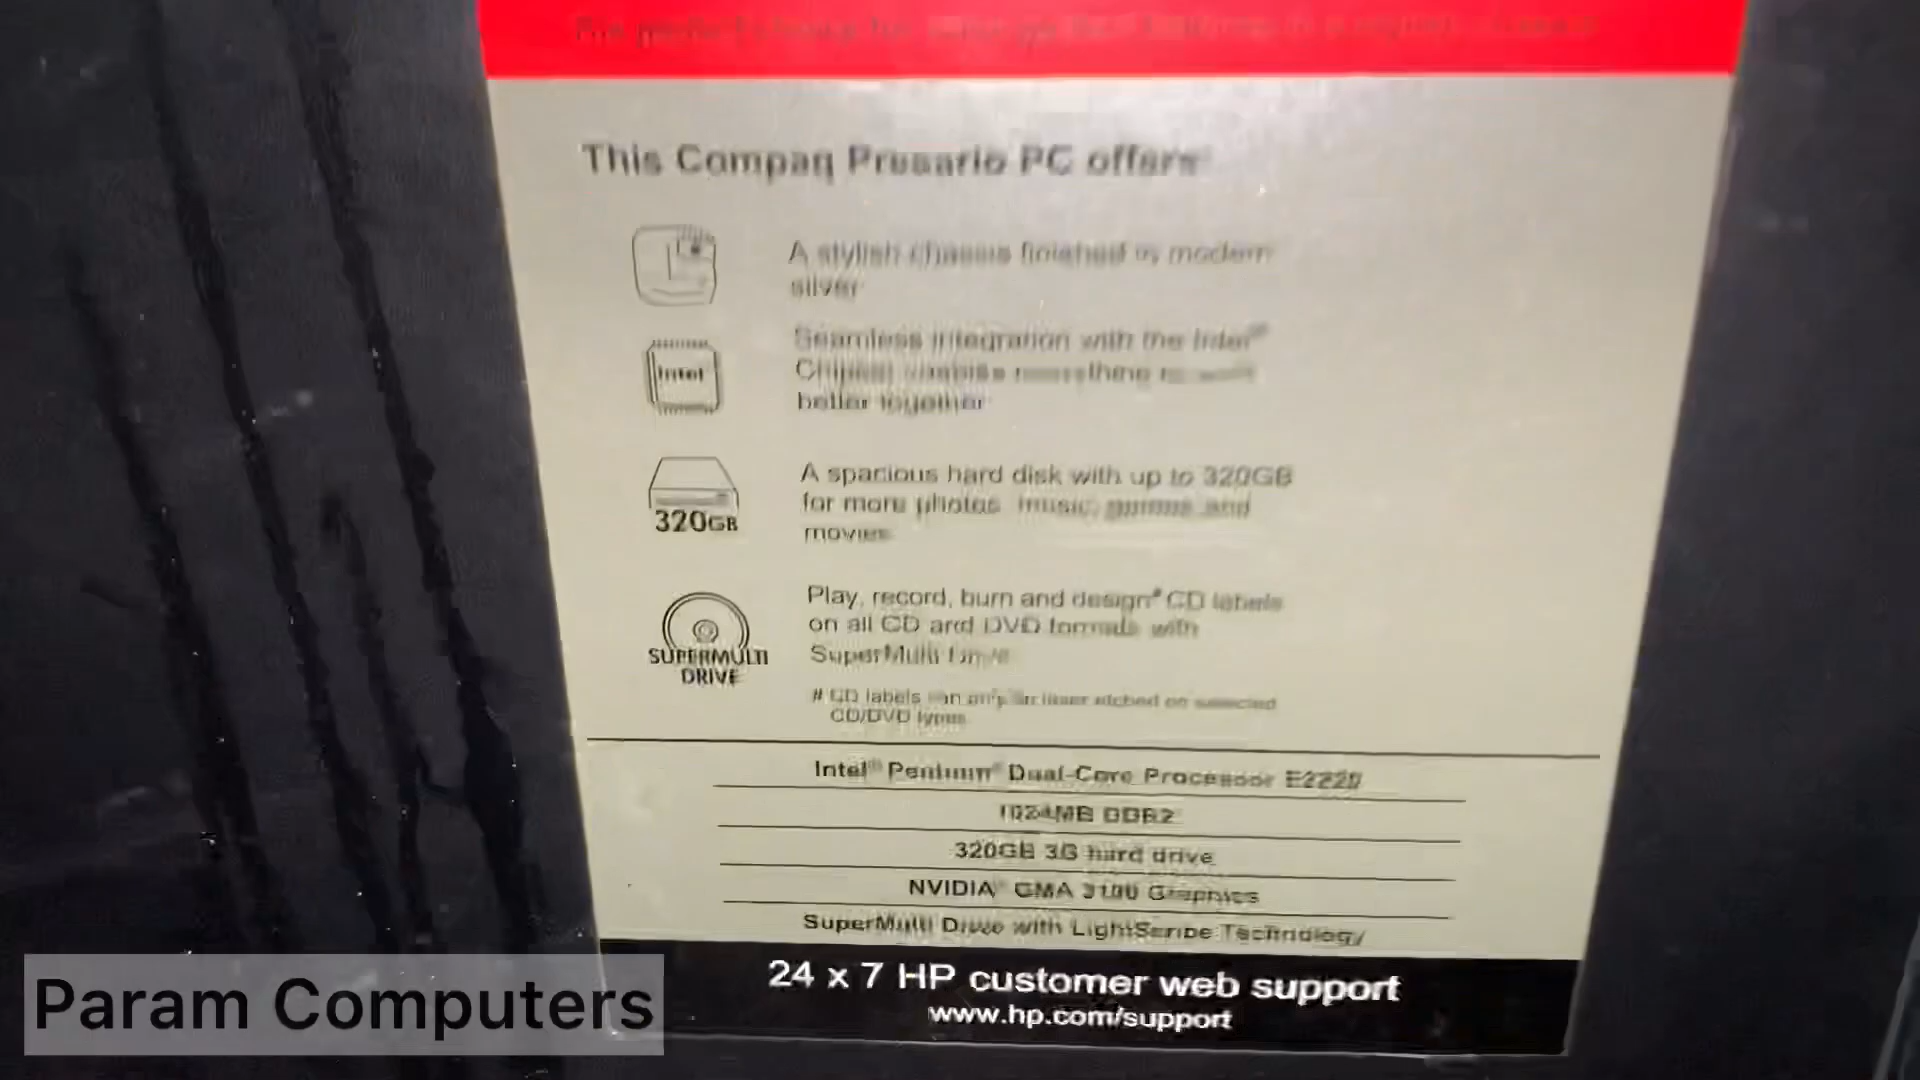 This Compaq Presario PC offers
A stylish chassis finished in modern
silver
Seamless integration with the Intel®
Chipset enables everything to work
better together
intel
A spacious hard disk with up to 320GB
for more photos, music, games and
movies
320GB
Play, record, burn and design# CD labels
on all CD and DVD formats with
SuperMulti Drive
SUPERMULTI
DRIVE
# CD labels can only be laser etched on selected
CD/DVD types
Intel® Pentium® Dual-Core Processor E2220
1024MB DDR2
320GB 3G hard drive
NVIDIA® GMA 3100 Graphics
SuperMulti Drive with LightScribe Technology
24 x 7 HP customer web support
www.hp.com/support
Param Computers